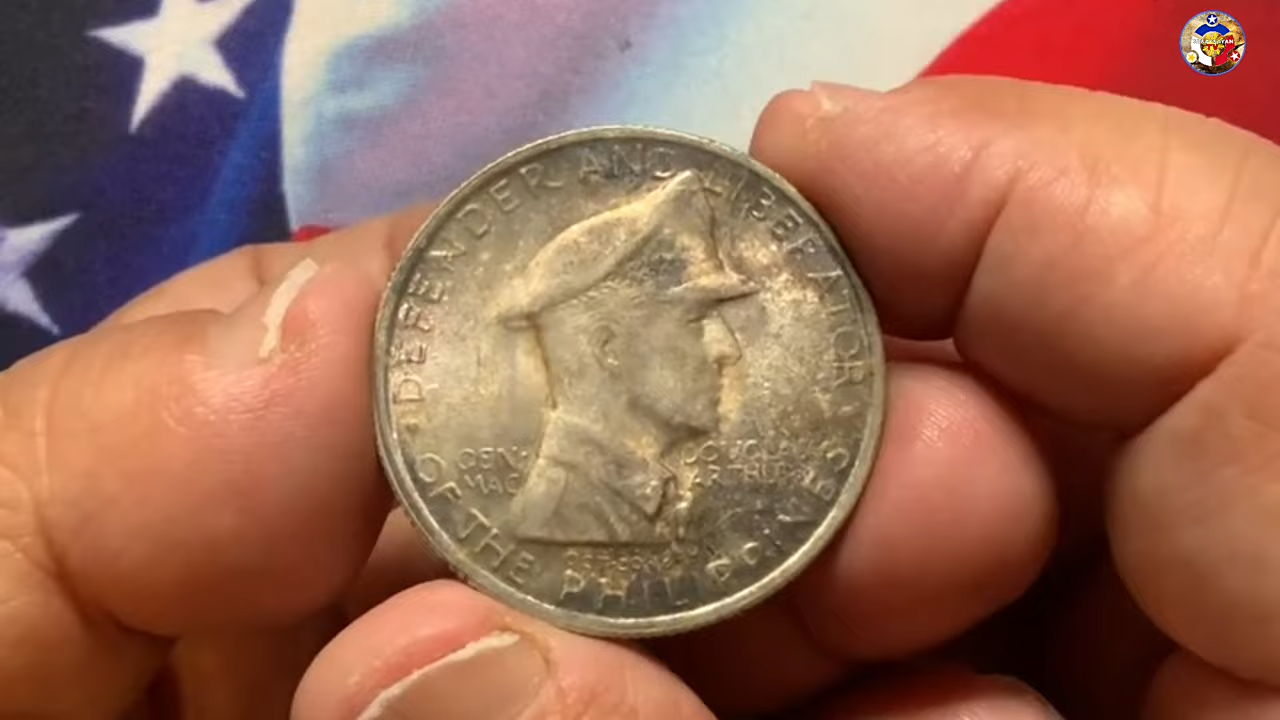 DEFENDER AND LIBERATOR
OF THE PHILIPPINES
GEN. DOUGLAS
MAC ARTHUR